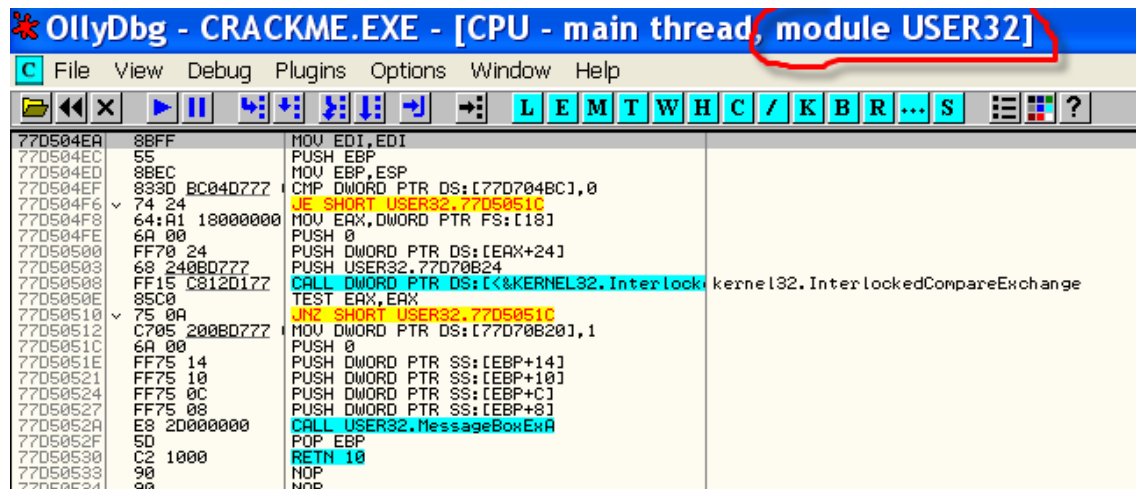 OllyDbg - CRACKME.EXE - [CPU - main thread, module USER32]
C File View Debug Plugins Options Window Help
L E M T W H C / K B R ... S ?
77D504EA 8BFF MOV EDI,EDI
77D504EC 55 PUSH EBP
77D504ED 8BEC MOV EBP,ESP
77D504EF 833D BC04D777 CMP DWORD PTR DS:[77D704BC],0
77D504F6 74 24 JE SHORT USER32.77D5051C
77D504F8 64:A1 18000000 MOV EAX,DWORD PTR FS:[18]
77D504FE 6A 00 PUSH 0
77D50500 FF70 24 PUSH DWORD PTR DS:[EAX+24]
77D50503 68 240BD777 PUSH USER32.77D70B24
77D50508 FF15 C812D177 CALL DWORD PTR DS:[<&KERNEL32.Interlock kernel32.InterlockedCompareExchange
77D5050E 85C0 TEST EAX,EAX
77D50510 75 0A JNZ SHORT USER32.77D5051C
77D50512 C705 200BD777 MOV DWORD PTR DS:[77D70B20],1
77D5051C 6A 00 PUSH 0
77D5051E FF75 14 PUSH DWORD PTR SS:[EBP+14]
77D50521 FF75 10 PUSH DWORD PTR SS:[EBP+10]
77D50524 FF75 0C PUSH DWORD PTR SS:[EBP+C]
77D50527 FF75 08 PUSH DWORD PTR SS:[EBP+8]
77D5052A E8 2D000000 CALL USER32.MessageBoxExA
77D5052F 5D POP EBP
77D50530 C2 1000 RETN 10
77D50533 90 NOP
77D50534 90 NOP